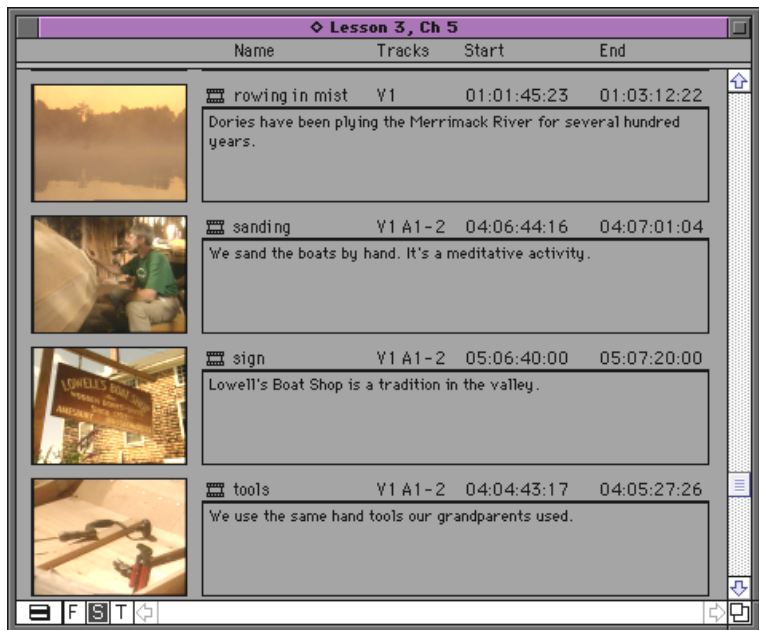 ◇ Lesson 3, Ch 5
Name Tracks Start End
rowing in mist V1 01:01:45:23 01:03:12:22
Dories have been plying the Merrimack River for several hundred
years.
sanding V1 A1-2 04:06:44:16 04:07:01:04
We sand the boats by hand. It's a meditative activity.
sign V1 A1-2 05:06:40:00 05:07:20:00
Lowell's Boat Shop is a tradition in the valley.
LOWELL'S BOAT SHOP
AMESBURY
tools V1 A1-2 04:04:43:17 04:05:27:26
We use the same hand tools our grandparents used.
F S T